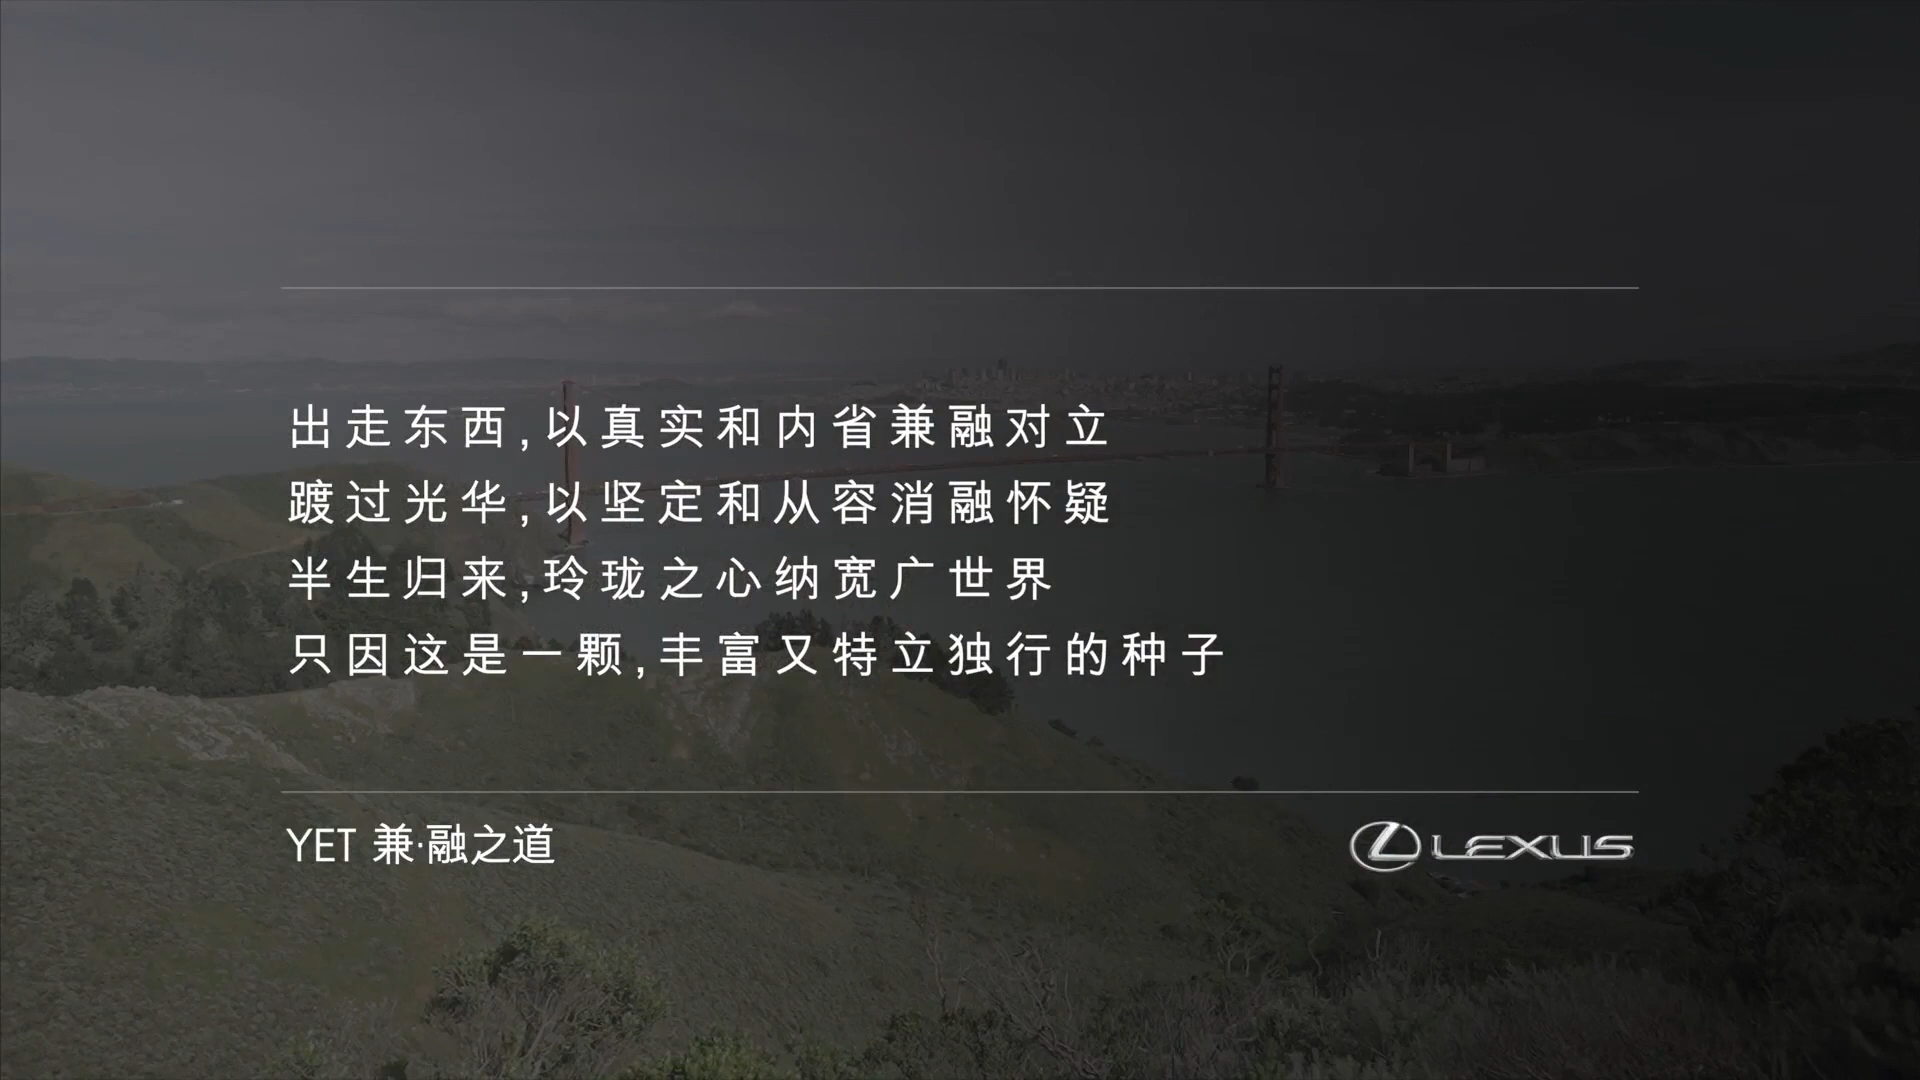 出走东西,以真实和内省兼融对立
踱过光华,以坚定和从容消融怀疑
半生归来,玲珑之心纳宽广世界
只因这是一颗,丰富又特立独行的种子
YET 兼·融之道
LEXUS